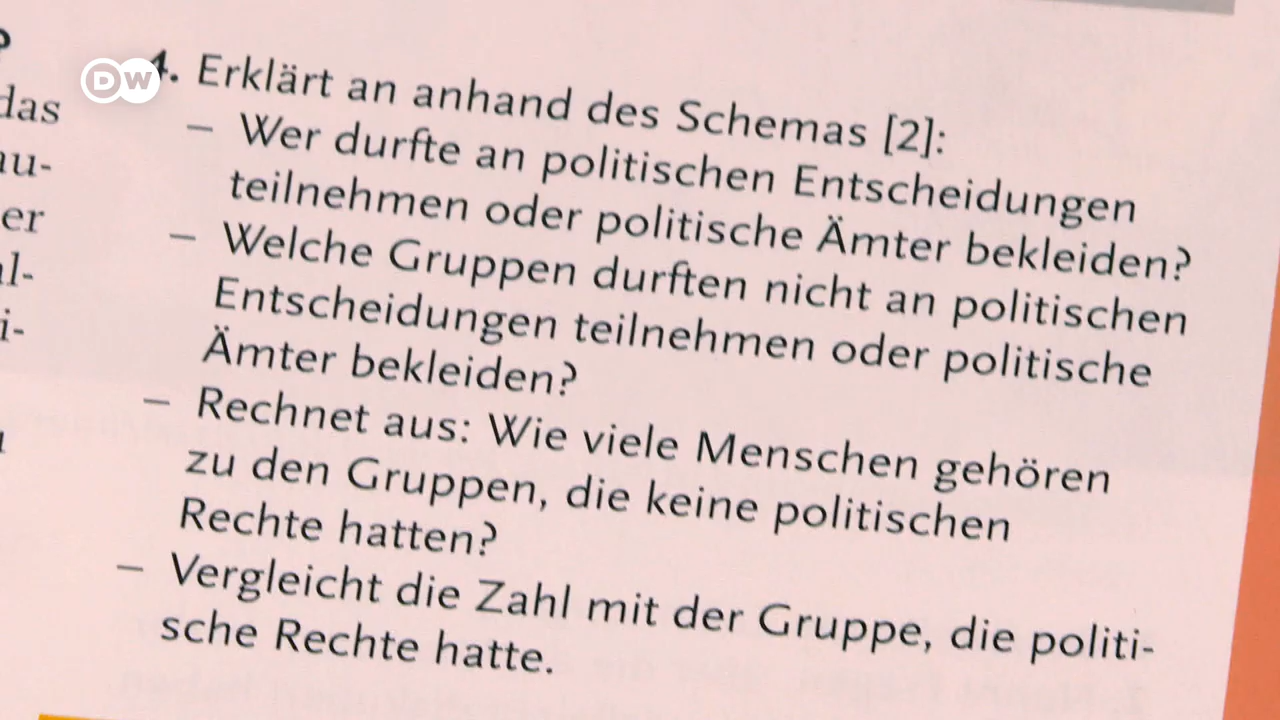 DW
?
das
au-
er
al-
i-
4. Erklärt an anhand des Schemas [2]:
– Wer durfte an politischen Entscheidungen
teilnehmen oder politische Ämter bekleiden?
– Welche Gruppen durften nicht an politischen
Entscheidungen teilnehmen oder politische
Ämter bekleiden?
– Rechnet aus: Wie viele Menschen gehören
zu den Gruppen, die keine politischen
Rechte hatten?
– Vergleicht die Zahl mit der Gruppe, die politi-
sche Rechte hatte.